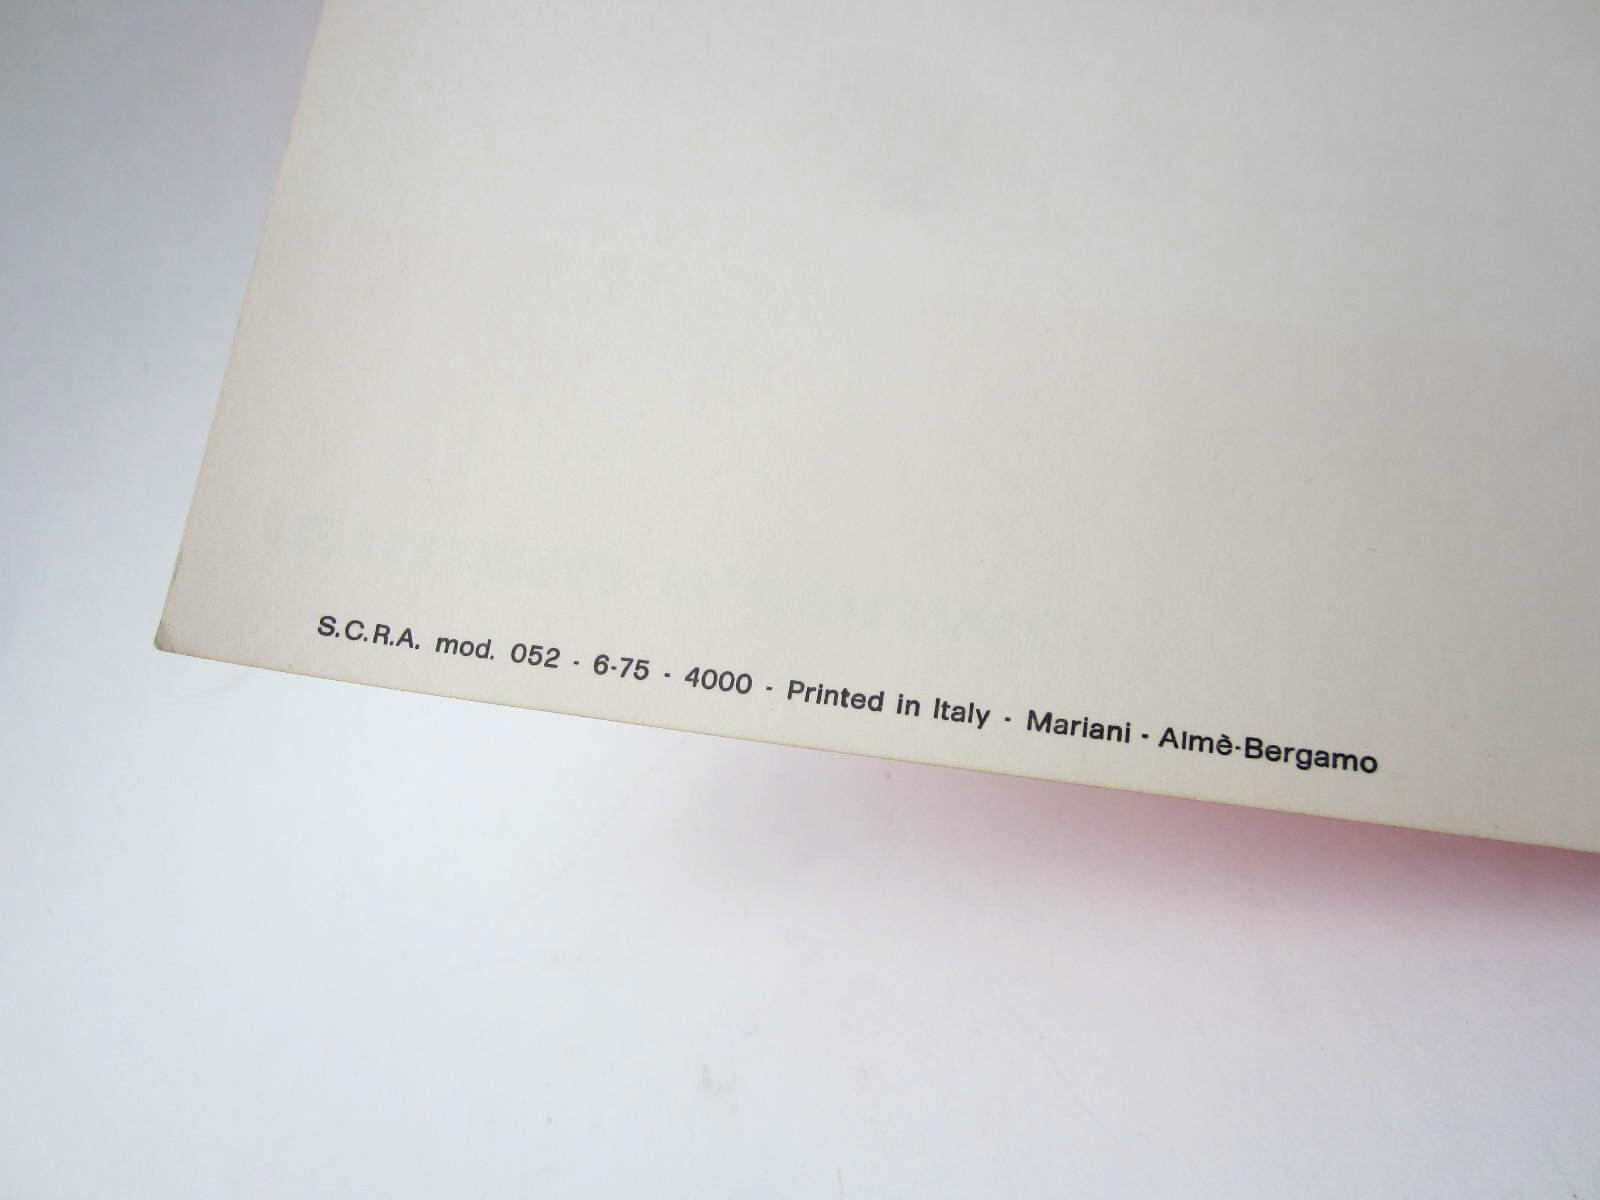 S.C.R.A. mod. 052 - 6-75 - 4000 - Printed in Italy - Mariani - Almè-Bergamo